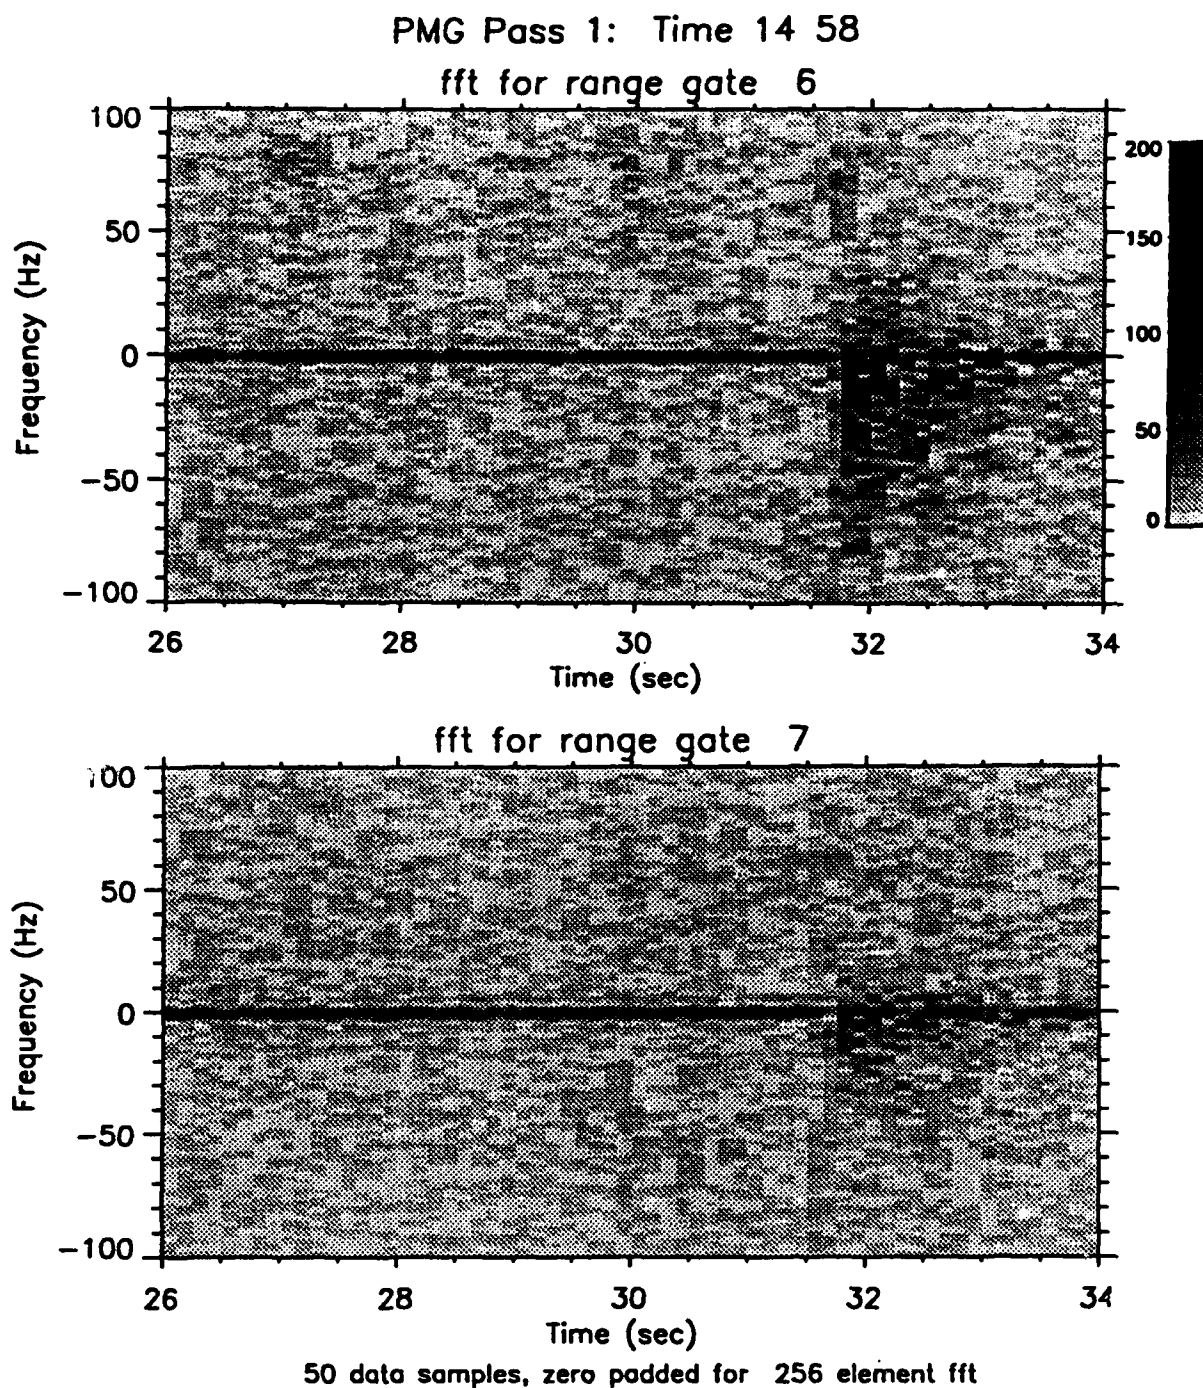 PMG Pass 1: Time 14 58
fft for range gate 6
100
50
0
-50
-100
Frequency (Hz)
26 28 30 32 34
Time (sec)
200
150
100
50
0
fft for range gate 7
100
50
0
-50
-100
Frequency (Hz)
26 28 30 32 34
Time (sec)
50 data samples, zero padded for 256 element fft